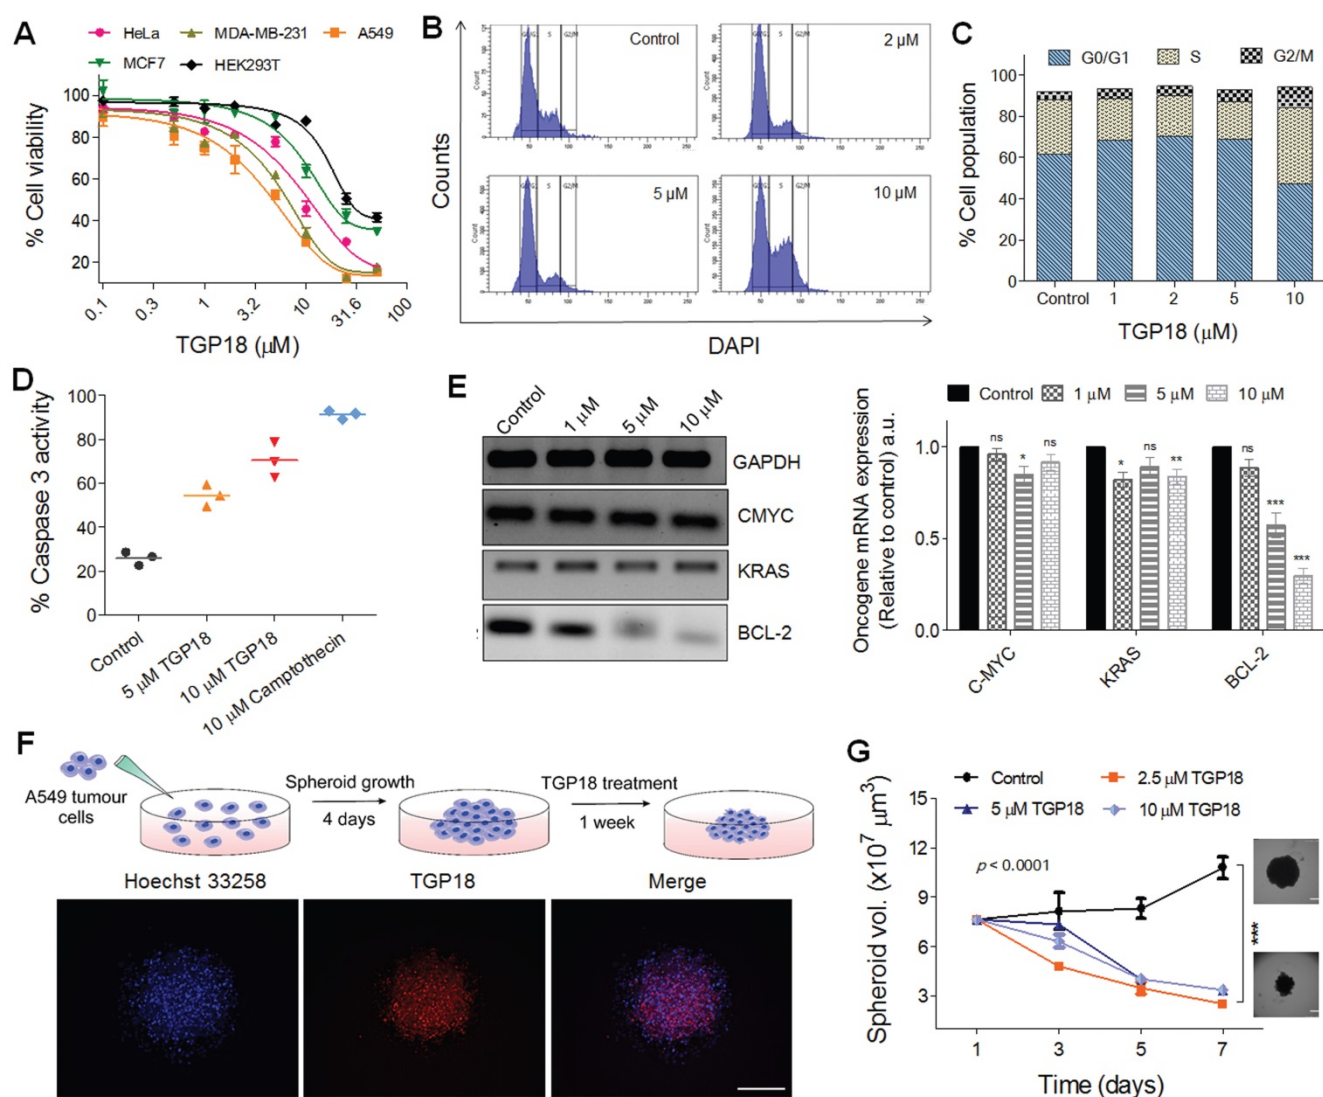 A
HeLa MDA-MB-231 A549
MCF7 HEK293T
% Cell viability
100
80
60
40
20
0.1 0.3 1 3.2 10 31.6 100
TGP18 (µM)
B
Control
2 µM
5 µM
10 µM
Counts
DAPI
C
G0/G1 S G2/M
% Cell population
100
80
60
40
20
0
Control 1 2 5 10
TGP18 (µM)
D
% Caspase 3 activity
100
80
60
40
20
0
Control
5 µM TGP18
10 µM TGP18
10 µM Camptothecin
E
Control 1 µM 5 µM 10 µM
GAPDH
CMYC
KRAS
BCL-2
Control 1 µM 5 µM 10 µM
Oncogene mRNA expression
(Relative to control) a.u.
1.0
0.5
0.0
ns * ns
* ns **
*** ***
C-MYC KRAS BCL-2
F
A549 tumour
cells
Spheroid growth
4 days
TGP18 treatment
1 week
Hoechst 33258 TGP18 Merge
G
Control 2.5 µM TGP18
5 µM TGP18 10 µM TGP18
Spheroid vol. (x10⁷ µm³)
15
12
9
6
3
p < 0.0001
***
1 3 5 7
Time (days)